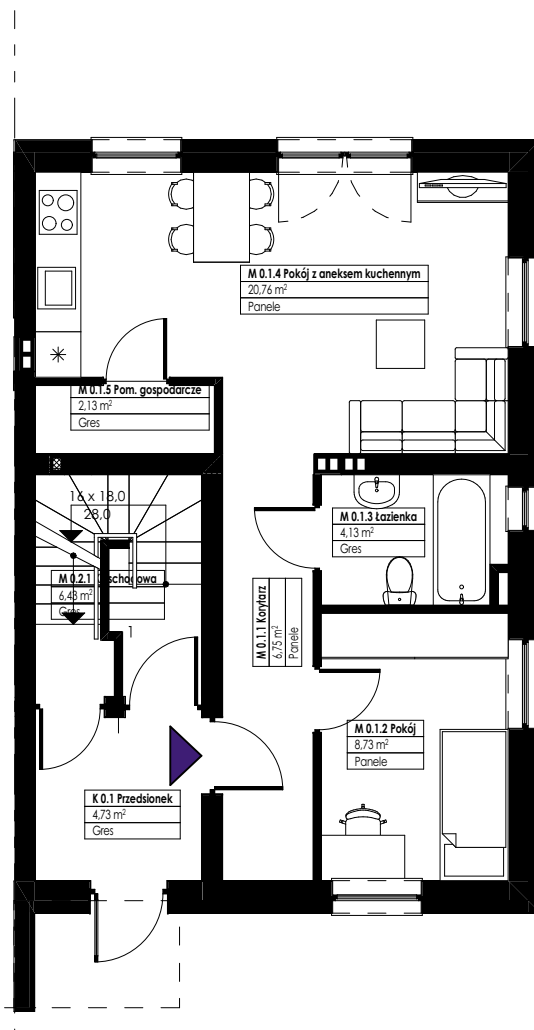 M 0.1.4 Pokój z aneksem kuchennym
20,76 m²
Panele
M 0.1.5 Pom. gospodarcze
2,13 m²
Gres
16 x 18,0
28,0
M 0.1.3 Łazienka
4,13 m²
Gres
M 0.2.1
6,43 m²
Gres
1
M 0.1.1 Korytarz
6,75 m²
Panele
M 0.1.2 Pokój
8,73 m²
Panele
K 0.1 Przedsionek
4,73 m²
Gres